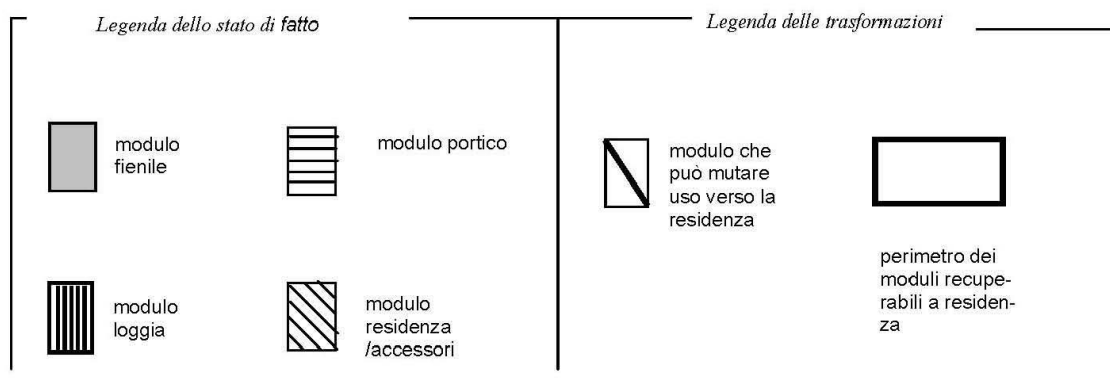 Legenda dello stato di fatto
modulo
fienile
modulo portico
modulo
loggia
modulo
residenza
/accessori
Legenda delle trasformazioni
modulo che
può mutare
uso verso la
residenza
perimetro dei
moduli recupe-
rabili a residen-
za